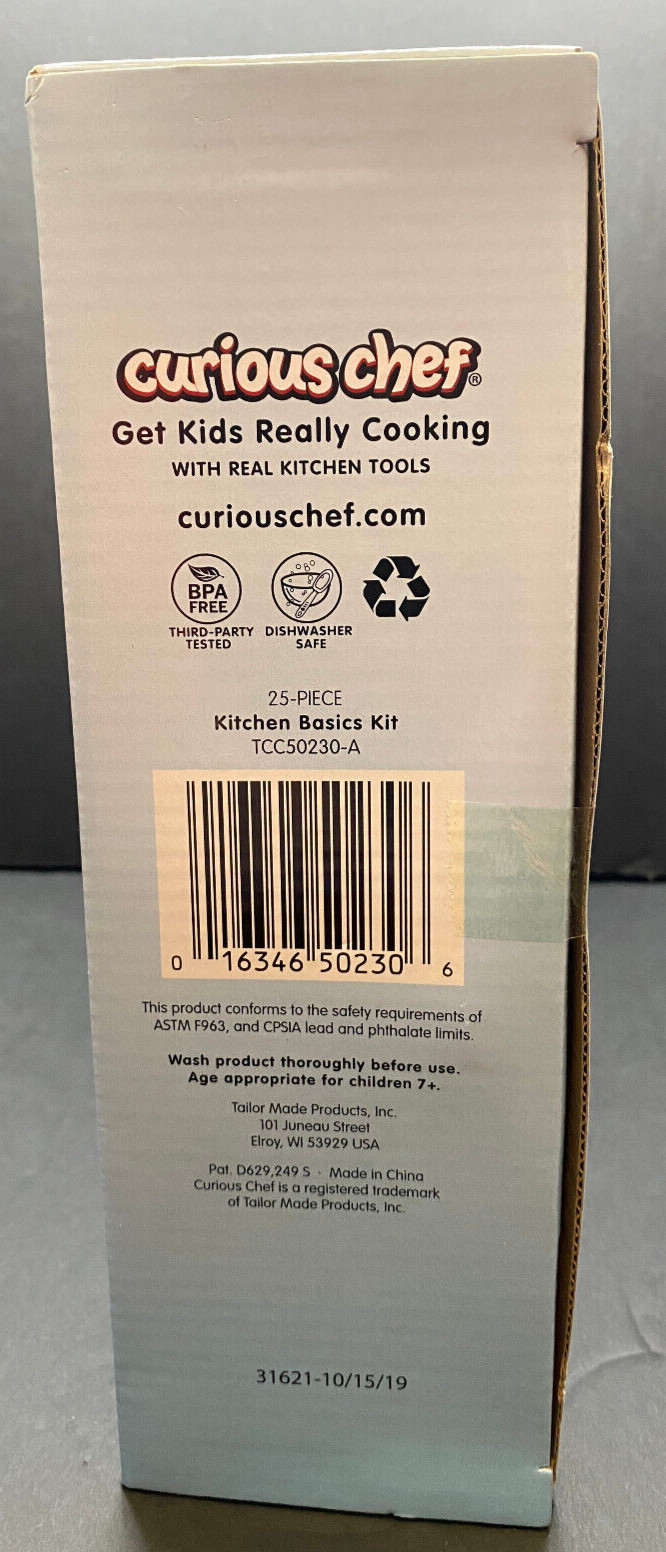 curious chef®
Get Kids Really Cooking
WITH REAL KITCHEN TOOLS
curiouschef.com
BPA
FREE
THIRD-PARTY
TESTED
DISHWASHER
SAFE
25-PIECE
Kitchen Basics Kit
TCC50230-A
0 16346 50230 6
This product conforms to the safety requirements of
ASTM F963, and CPSIA lead and phthalate limits.
Wash product thoroughly before use.
Age appropriate for children 7+.
Tailor Made Products, Inc.
101 Juneau Street
Elroy, WI 53929 USA
Pat. D629,249 S · Made in China
Curious Chef is a registered trademark
of Tailor Made Products, Inc.
31621-10/15/19